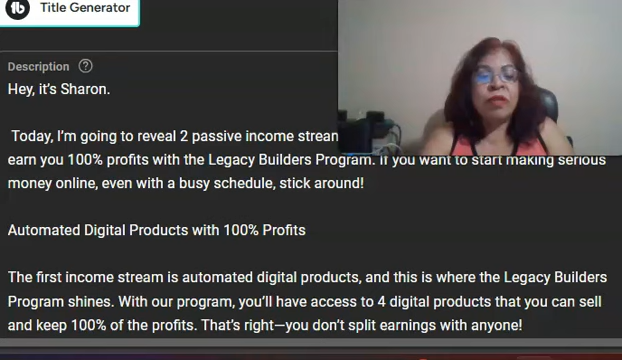 Title Generator
Description ?
Hey, it's Sharon.
Today, I'm going to reveal 2 passive income
earn you 100% profits with the Legacy Builders Program. If you want to start making serious
money online, even with a busy schedule, stick around!
Automated Digital Products with 100% Profits
The first income stream is automated digital products, and this is where the Legacy Builders
Program shines. With our program, you'll have access to 4 digital products that you can sell
and keep 100% of the profits. That's right—you don't split earnings with anyone!